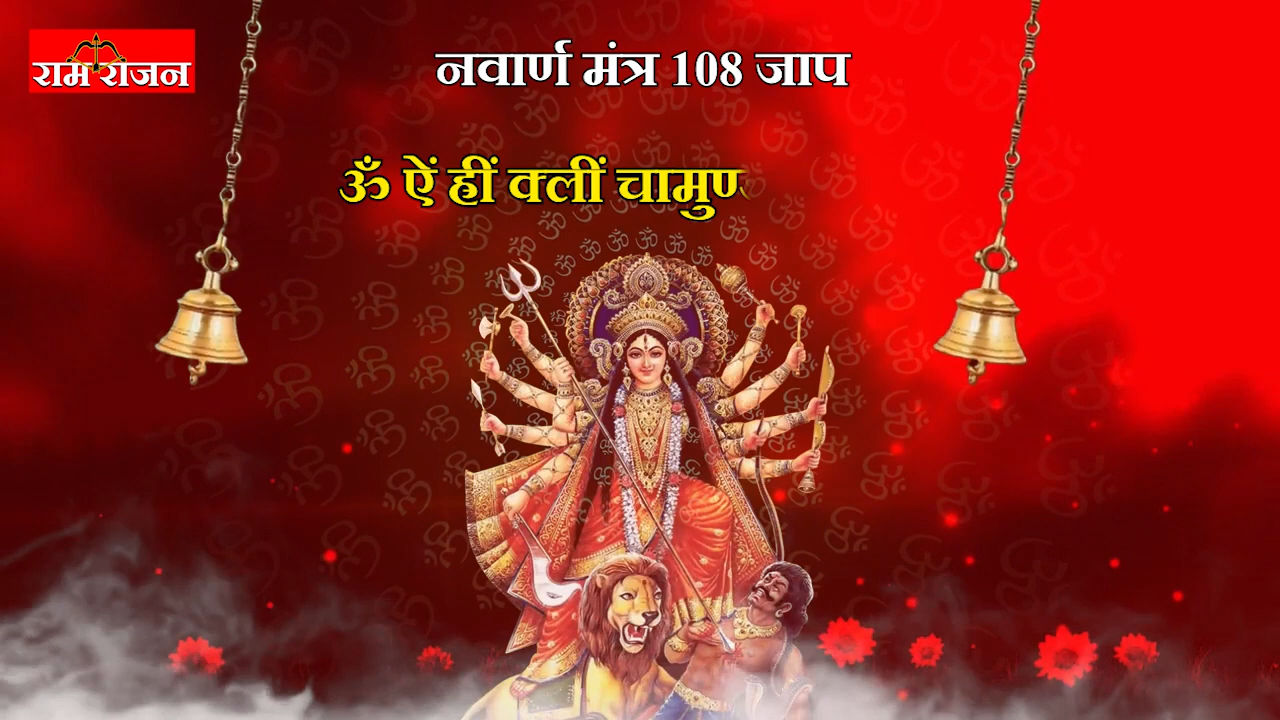 राम राजन
नवार्ण मंत्र 108 जाप
ॐ ऐं ह्रीं क्लीं चामुण्